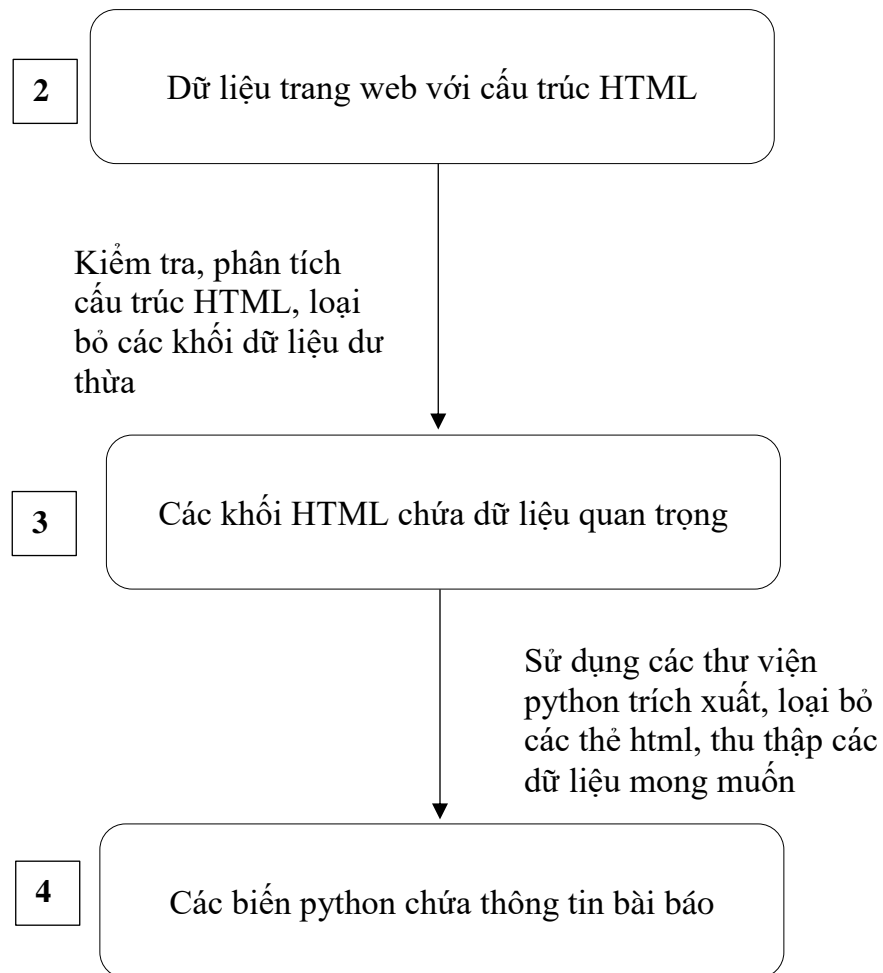 2
Dữ liệu trang web với cấu trúc HTML
Kiểm tra, phân tích
cấu trúc HTML, loại
bỏ các khối dữ liệu dư
thừa
3
Các khối HTML chứa dữ liệu quan trọng
Sử dụng các thư viện
python trích xuất, loại bỏ
các thẻ html, thu thập các
dữ liệu mong muốn
4
Các biến python chứa thông tin bài báo